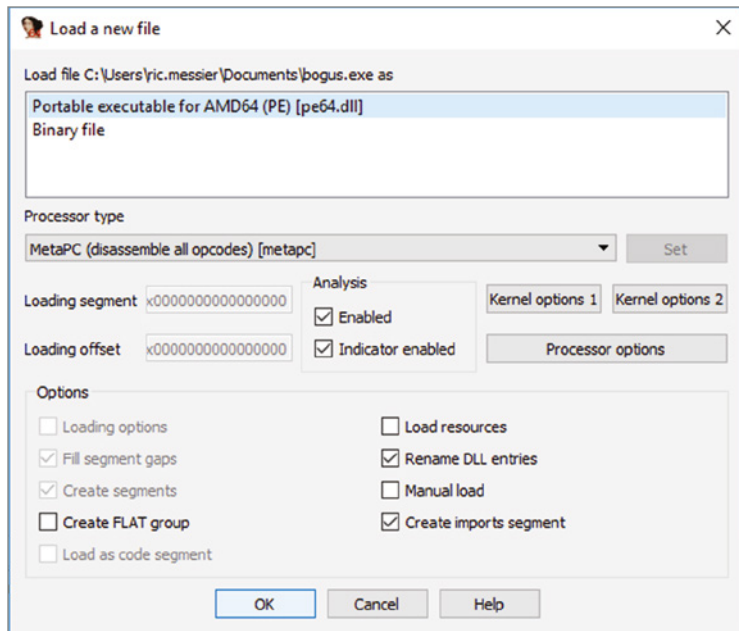 Load a new file
Load file C:\Users\ric.messier\Documents\bogus.exe as
Portable executable for AMD64 (PE) [pe64.dll]
Binary file
Processor type
MetaPC (disassemble all opcodes) [metapc]
Set
Loading segment
x0000000000000000
Loading offset
x0000000000000000
Analysis
Enabled
Indicator enabled
Kernel options 1
Kernel options 2
Processor options
Options
Loading options
Fill segment gaps
Create segments
Create FLAT group
Load as code segment
Load resources
Rename DLL entries
Manual load
Create imports segment
OK
Cancel
Help